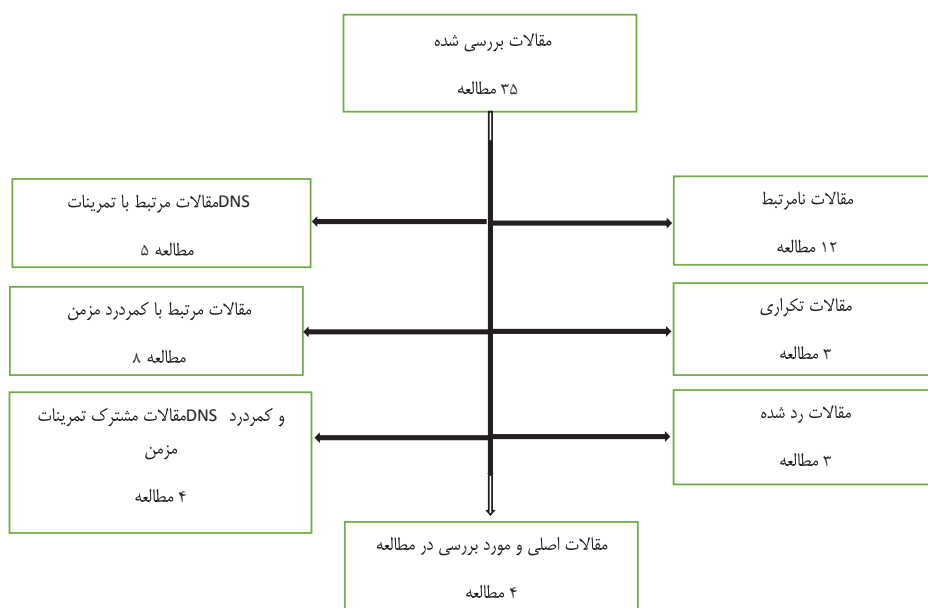 مقالات بررسی شده
۳۵ مطالعه
مقالات نامرتبط
۱۲ مطالعه
DNSمقالات مرتبط با تمرینات
مطالعه ۵
مقالات تکراری
۳ مطالعه
مقالات مرتبط با کمردرد مزمن
مطالعه ۸
مقالات رد شده
۳ مطالعه
و کمردرد DNSمقالات مشترک تمرینات
مزمن
۴ مطالعه
مقالات اصلی و مورد بررسی در مطالعه
۴ مطالعه